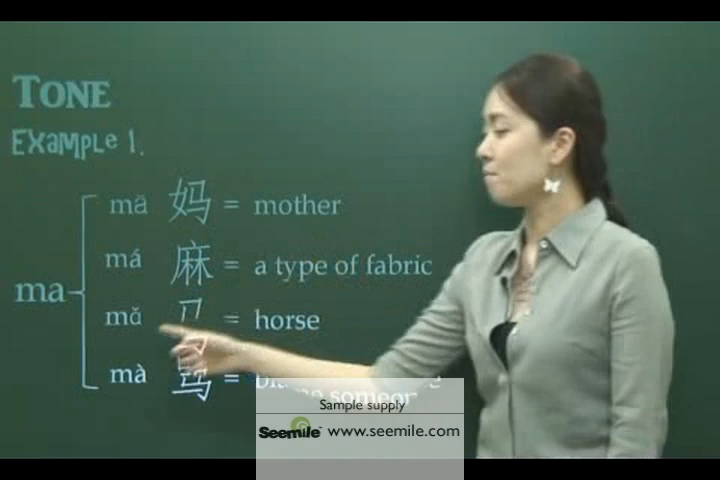 TONE
EXAMPLE 1.
ma
mā 妈 = mother
má 麻 = a type of fabric
mǎ = horse
mà 骂 =
Sample supply
Seemile www.seemile.com